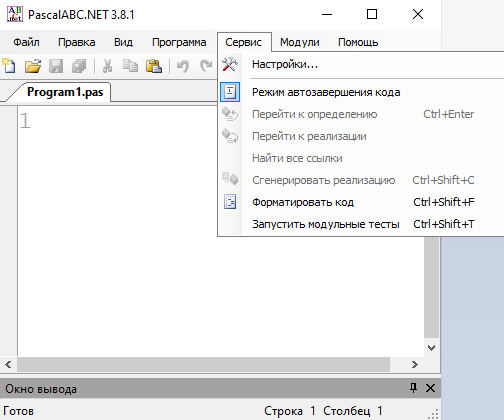 PascalABC.NET 3.8.1
Файл Правка Вид Программа Сервис Модули Помощь
Настройки...
Program1.pas
Режим автозавершения кода
1
Перейти к определению Ctrl+Enter
Перейти к реализации
Найти все ссылки
Сгенерировать реализацию Ctrl+Shift+C
Форматировать код Ctrl+Shift+F
Запустить модульные тесты Ctrl+Shift+T
Окно вывода
Готов Строка 1 Столбец 1